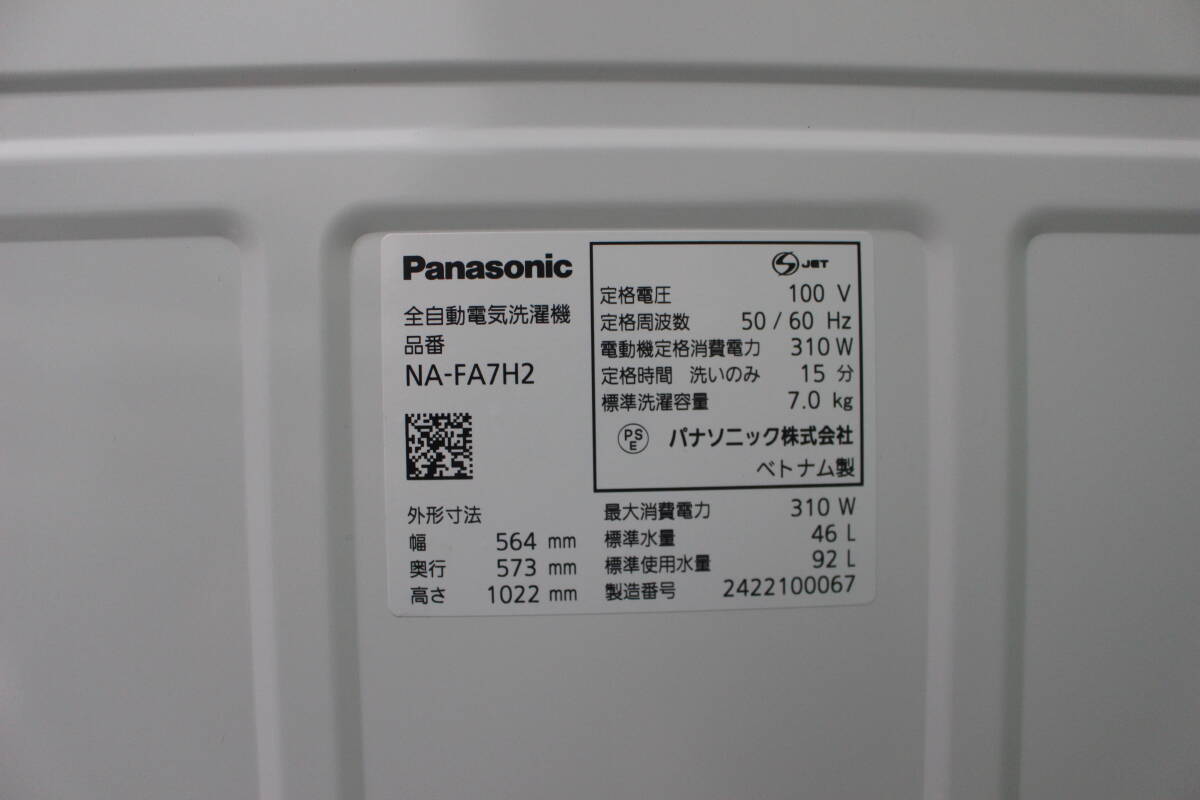 Panasonic
全自動電気洗濯機
品番
NA-FA7H2
外形寸法
幅 564 mm
奥行 573 mm
高さ 1022 mm
JET
定格電圧 100 V
定格周波数 50 / 60 Hz
電動機定格消費電力 310 W
定格時間 洗いのみ 15 分
標準洗濯容量 7.0 kg
PSE パナソニック株式会社
ベトナム製
最大消費電力 310 W
標準水量 46 L
標準使用水量 92 L
製造番号 2422100067